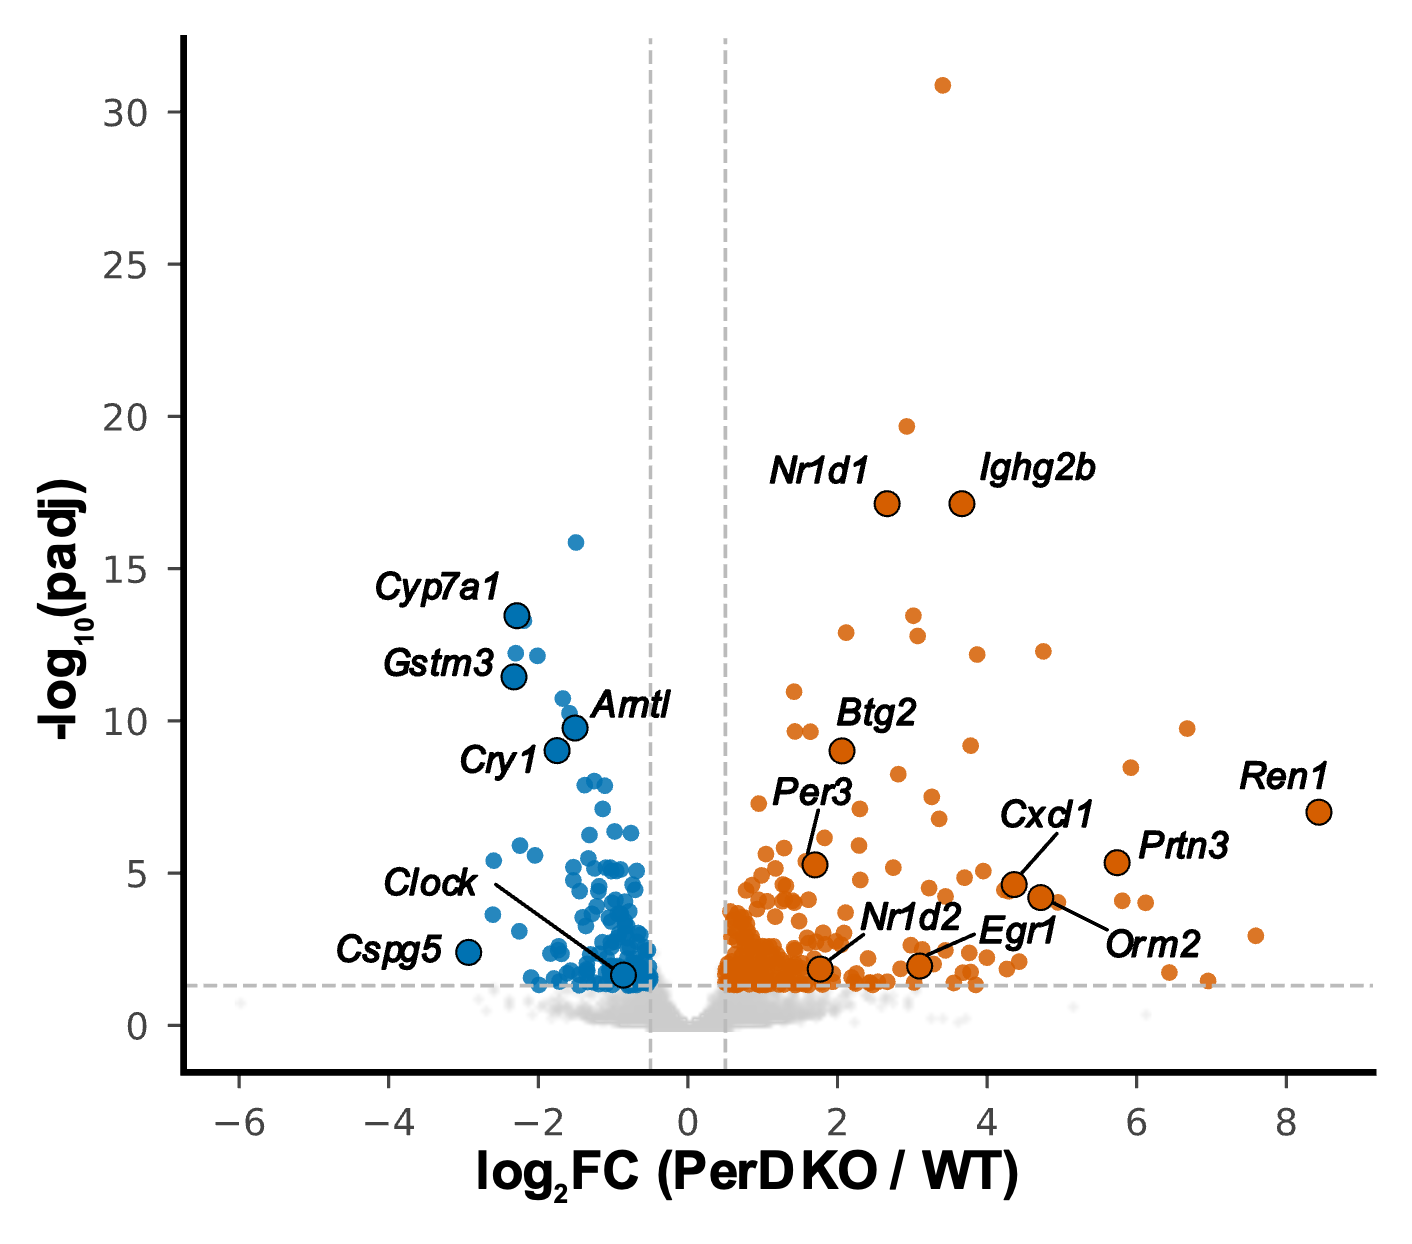 30
25
20
15
10
5
0
-log₁₀(padj)
Nr1d1
Ighg2b
Cyp7a1
Gstm3
Arntl
Cry1
Btg2
Per3
Ren1
Cxcl1
Prtn3
Clock
Nr1d2
Egr1
Orm2
Cspg5
−6
−4
−2
0
2
4
6
8
log₂FC (PerDKO / WT)